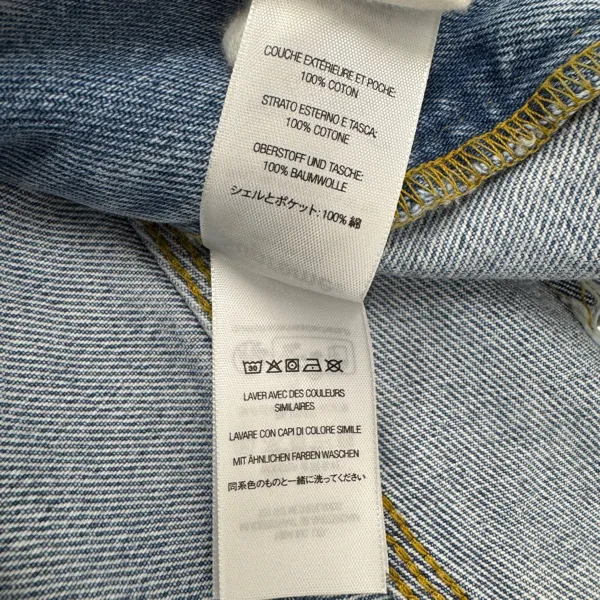 COUCHE EXTÉRIEURE ET POCHE:
100% COTON
STRATO ESTERNO E TASCA:
100% COTONE
OBERSTOFF UND TASCHE:
100% BAUMWOLLE
シェルとポケット: 100% 綿
30
LAVER AVEC DES COULEURS
SIMILAIRES
LAVARE CON CAPI DI COLORE SIMILE
MIT ÄHNLICHEN FARBEN WASCHEN
同系色のものと一緒に洗ってください